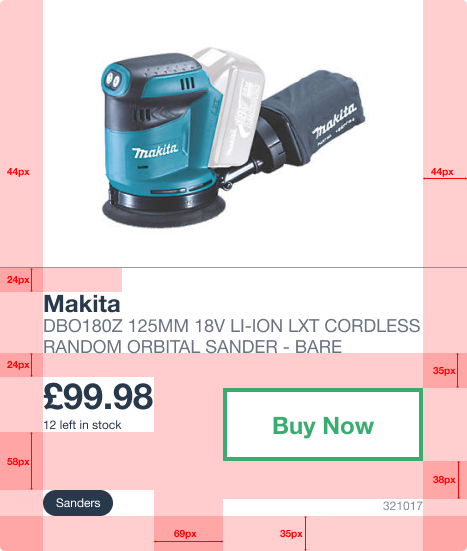 Makita
Makita
44px
44px
24px
Makita
DBO180Z 125MM 18V LI-ION LXT CORDLESS
RANDOM ORBITAL SANDER - BARE
24px
35px
£99.98
12 left in stock
Buy Now
58px
38px
Sanders
321017
69px
35px